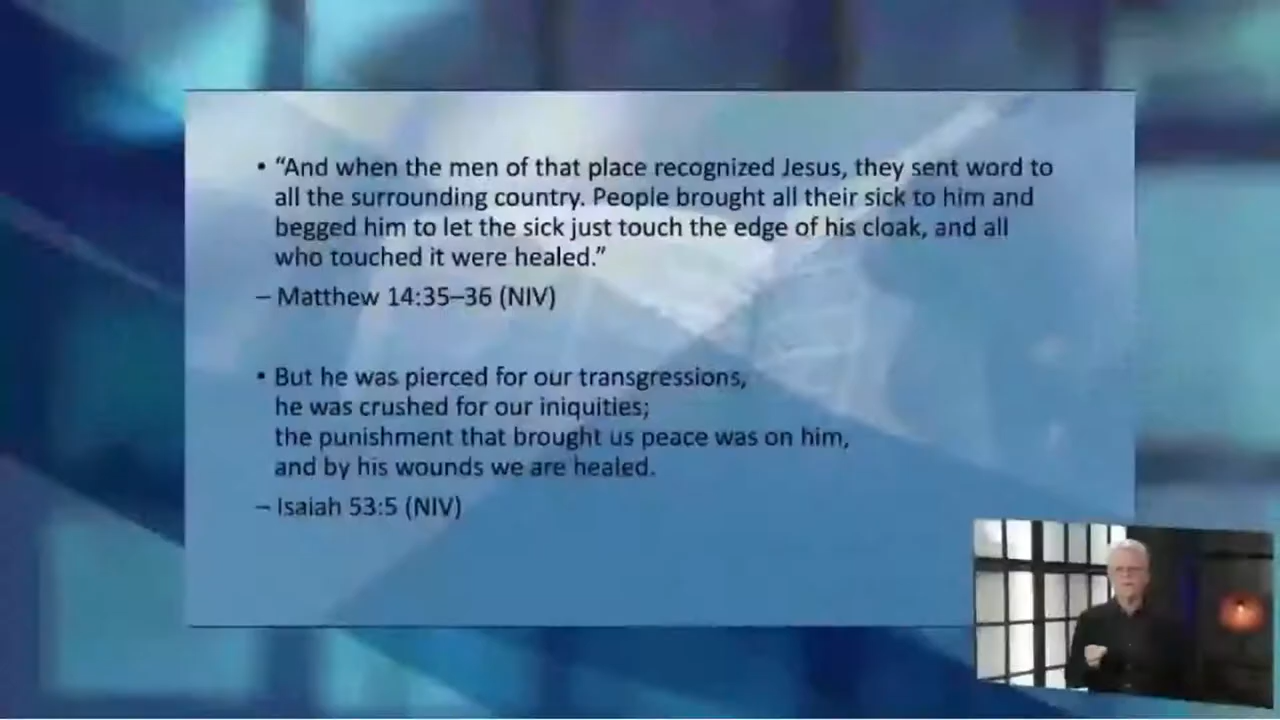 • “And when the men of that place recognized Jesus, they sent word to
all the surrounding country. People brought all their sick to him and
begged him to let the sick just touch the edge of his cloak, and all
who touched it were healed.”
– Matthew 14:35–36 (NIV)
• But he was pierced for our transgressions,
he was crushed for our iniquities;
the punishment that brought us peace was on him,
and by his wounds we are healed.
– Isaiah 53:5 (NIV)